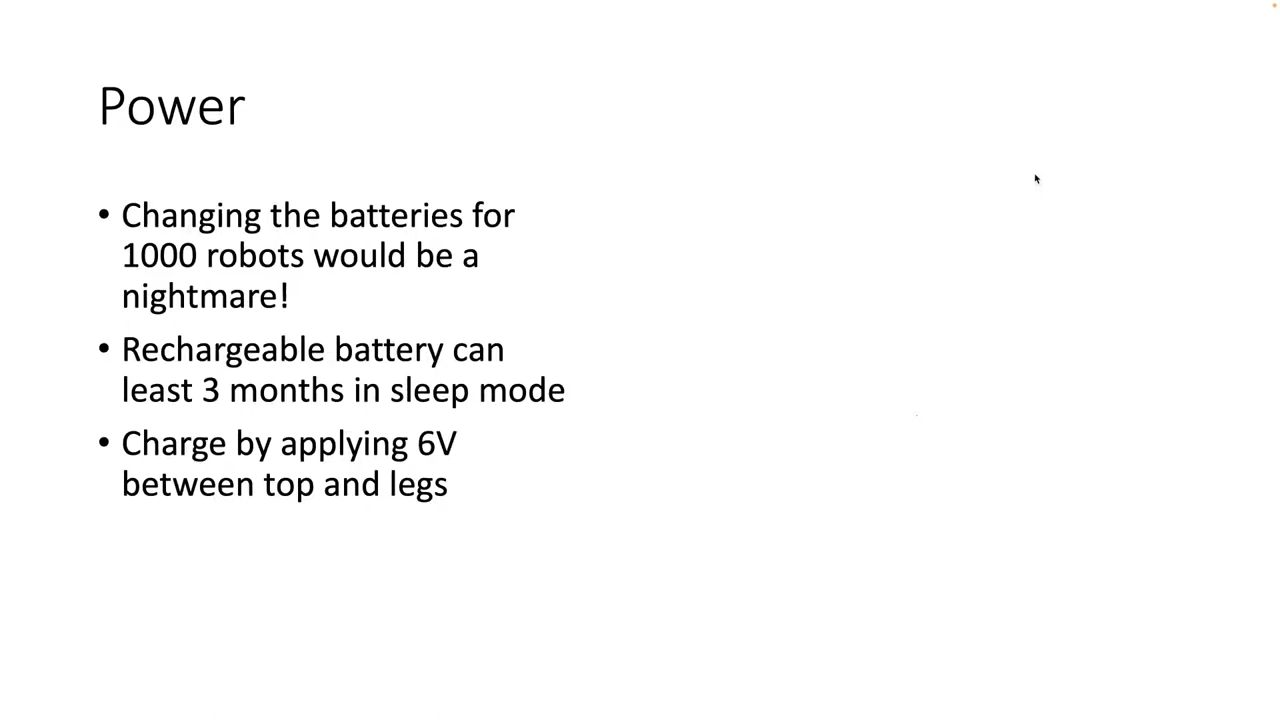 Power
• Changing the batteries for
1000 robots would be a
nightmare!
• Rechargeable battery can
least 3 months in sleep mode
• Charge by applying 6V
between top and legs